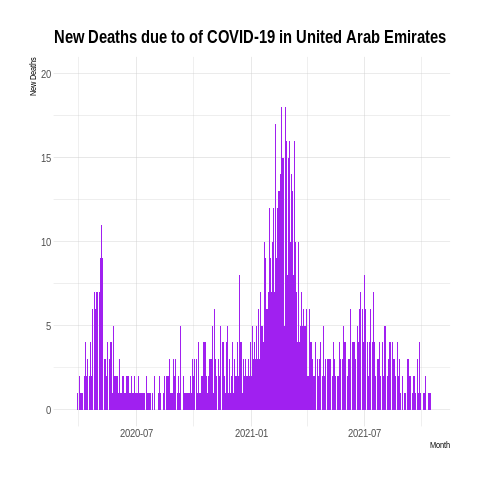 New Deaths due to of COVID-19 in United Arab Emirates
New Deaths
20
15
10
5
0
2020-07
2021-01
2021-07
Month